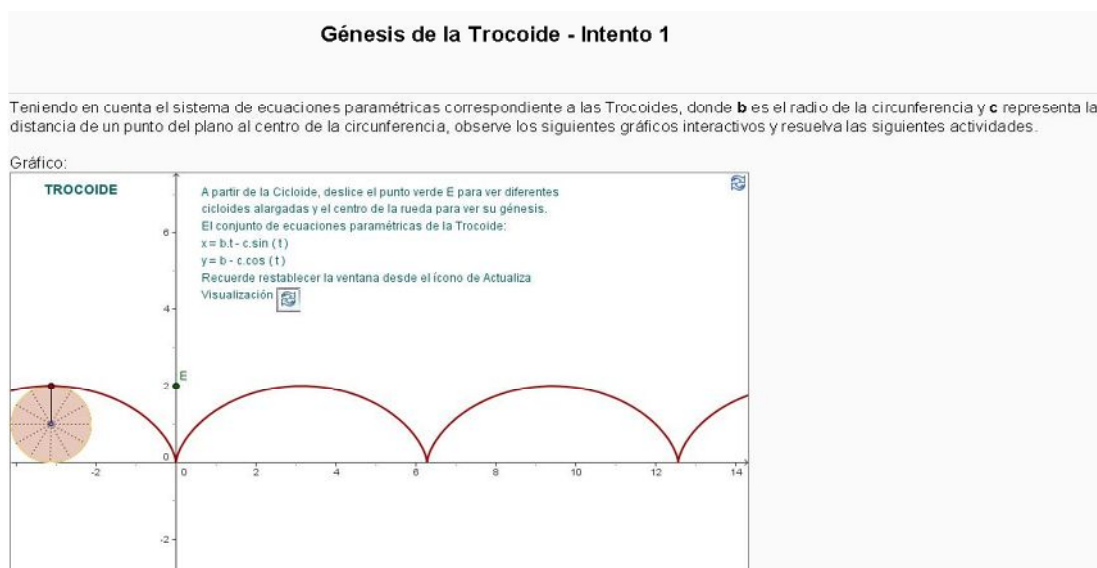 Génesis de la Trocoide - Intento 1
Teniendo en cuenta el sistema de ecuaciones paramétricas correspondiente a las Trocoides, donde b es el radio de la circunferencia y c representa la
distancia de un punto del plano al centro de la circunferencia, observe los siguientes gráficos interactivos y resuelva las siguientes actividades.
Gráfico:
TROCOIDE
A partir de la Cicloide, deslice el punto verde E para ver diferentes
cicloides alargadas y el centro de la rueda para ver su génesis.
El conjunto de ecuaciones paramétricas de la Trocoide:
x = b.t - c.sin ( t )
y = b - c.cos ( t )
Recuerde restablecer la ventana desde el ícono de Actualiza
Visualización
6
4
E
2
0
-2 0 2 4 6 8 10 12 14
-2